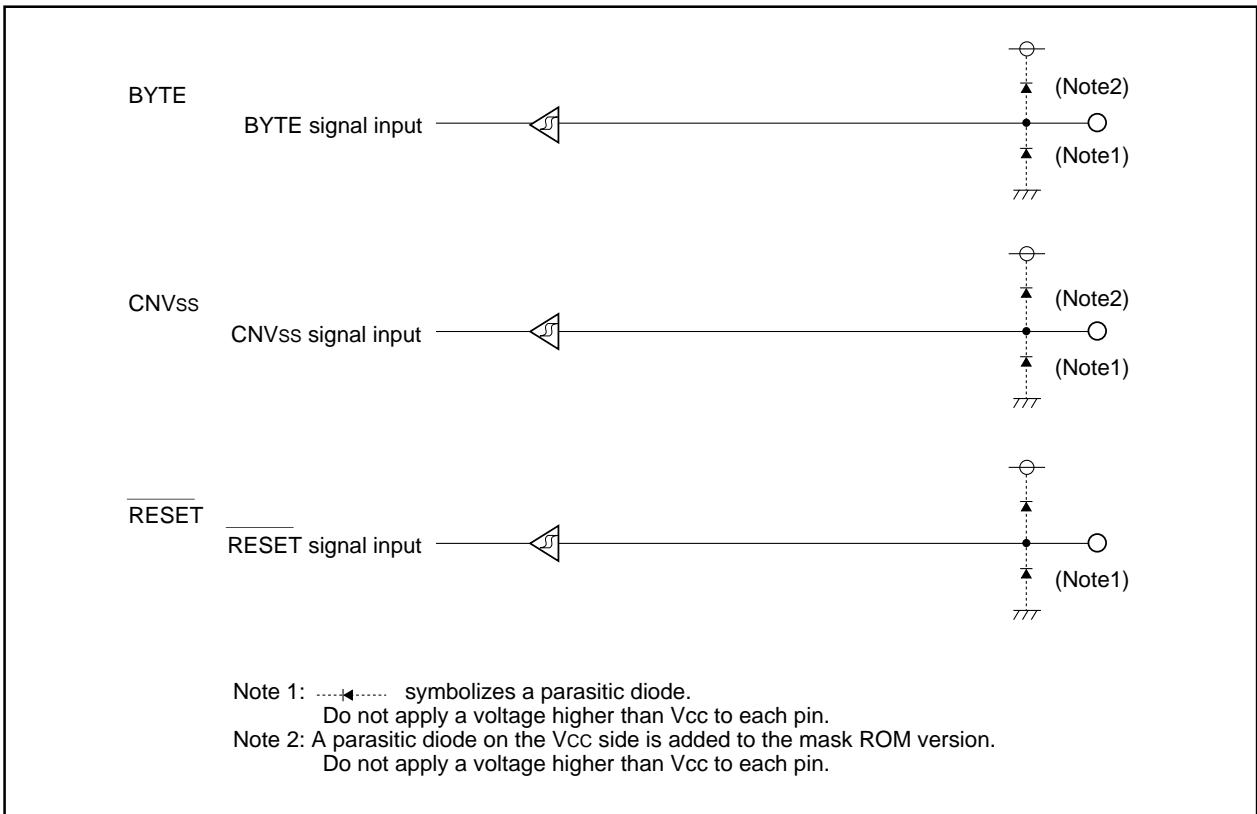 BYTE
BYTE signal input
(Note2)
(Note1)
CNVss
CNVss signal input
(Note2)
(Note1)
RESET
RESET signal input
(Note1)
Note 1: symbolizes a parasitic diode.
Do not apply a voltage higher than Vcc to each pin.
Note 2: A parasitic diode on the VCC side is added to the mask ROM version.
Do not apply a voltage higher than Vcc to each pin.